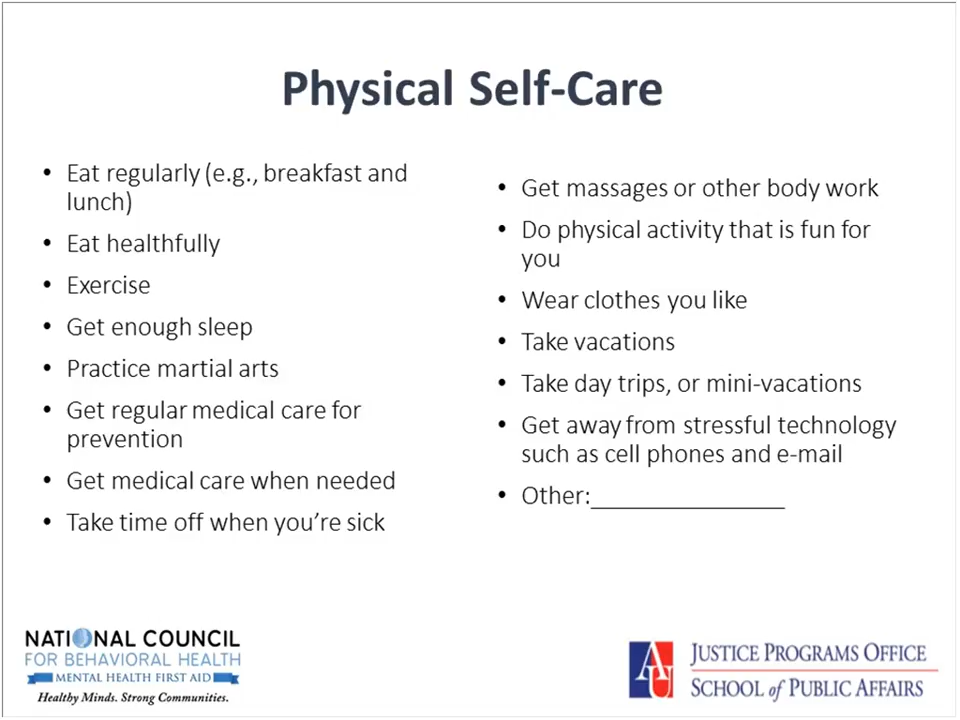 Physical Self-Care
• Eat regularly (e.g., breakfast and
lunch)
• Eat healthfully
• Exercise
• Get enough sleep
• Practice martial arts
• Get regular medical care for
prevention
• Get medical care when needed
• Take time off when you’re sick
• Get massages or other body work
• Do physical activity that is fun for
you
• Wear clothes you like
• Take vacations
• Take day trips, or mini-vacations
• Get away from stressful technology
such as cell phones and e-mail
• Other:_______________
NATIONAL COUNCIL
FOR BEHAVIORAL HEALTH
MENTAL HEALTH FIRST AID
Healthy Minds. Strong Communities.
AU
JUSTICE PROGRAMS OFFICE
SCHOOL of PUBLIC AFFAIRS